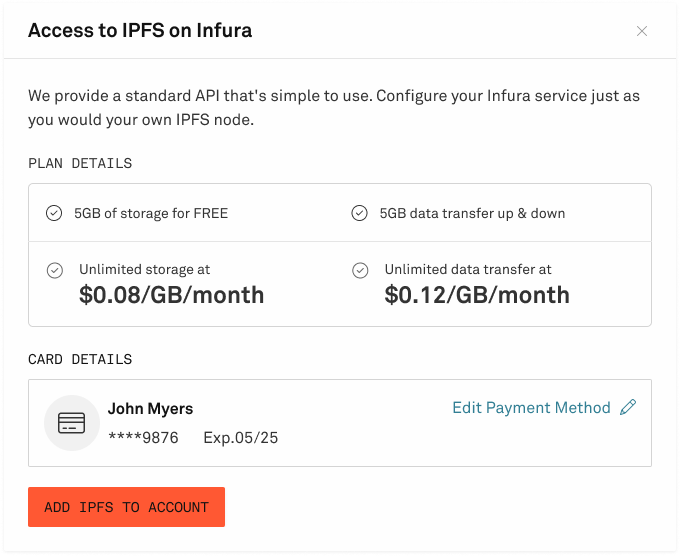 Access to IPFS on Infura
We provide a standard API that's simple to use. Configure your Infura service just as
you would your own IPFS node.
PLAN DETAILS
5GB of storage for FREE
5GB data transfer up & down
Unlimited storage at
$0.08/GB/month
Unlimited data transfer at
$0.12/GB/month
CARD DETAILS
John Myers
Edit Payment Method
****9876 Exp.05/25
ADD IPFS TO ACCOUNT